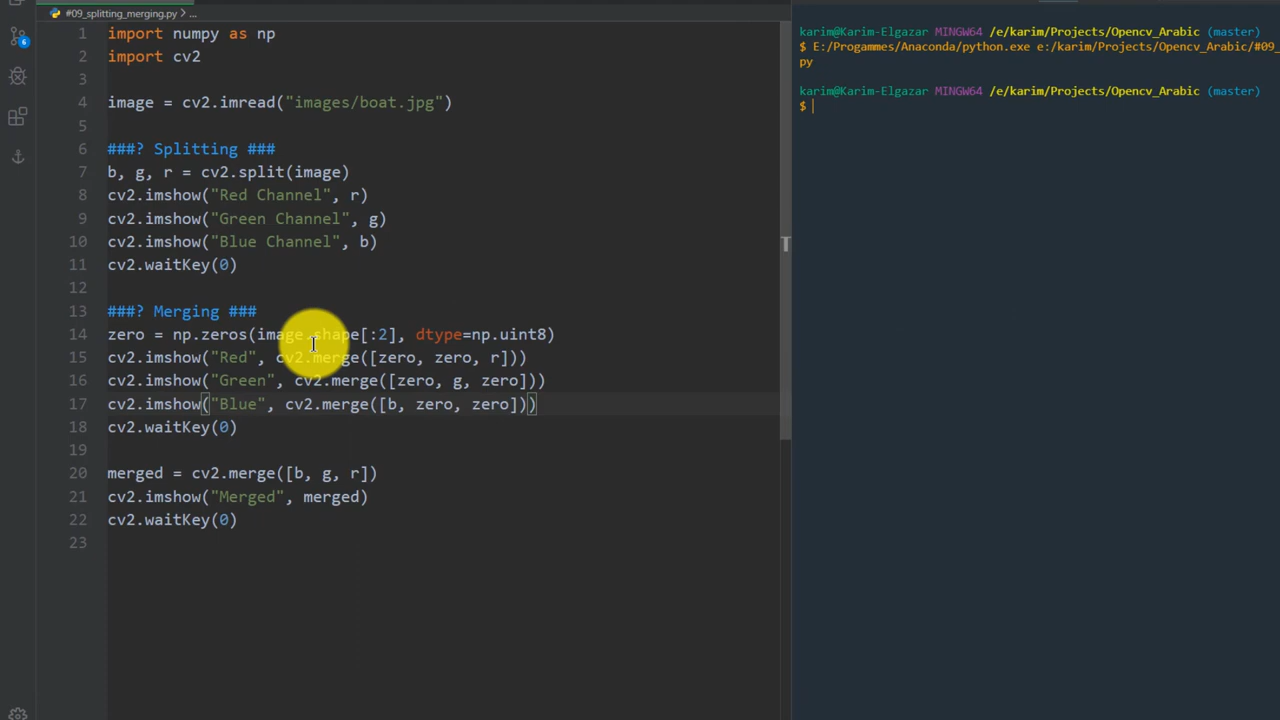 #09_splitting_merging.py > ...
1 import numpy as np
2 import cv2
3
4 image = cv2.imread("images/boat.jpg")
5
6 ###? Splitting ###
7 b, g, r = cv2.split(image)
8 cv2.imshow("Red Channel", r)
9 cv2.imshow("Green Channel", g)
10 cv2.imshow("Blue Channel", b)
11 cv2.waitKey(0)
12
13 ###? Merging ###
14 zero = np.zeros(image.shape[:2], dtype=np.uint8)
15 cv2.imshow("Red", cv2.merge([zero, zero, r]))
16 cv2.imshow("Green", cv2.merge([zero, g, zero]))
17 cv2.imshow("Blue", cv2.merge([b, zero, zero]))
18 cv2.waitKey(0)
19
20 merged = cv2.merge([b, g, r])
21 cv2.imshow("Merged", merged)
22 cv2.waitKey(0)
23
6
karim@Karim-Elgazar MINGW64 /e/karim/Projects/Opencv_Arabic (master)
$ E:/Progammes/Anaconda/python.exe e:/karim/Projects/Opencv_Arabic/#09_
py
karim@Karim-Elgazar MINGW64 /e/karim/Projects/Opencv_Arabic (master)
$